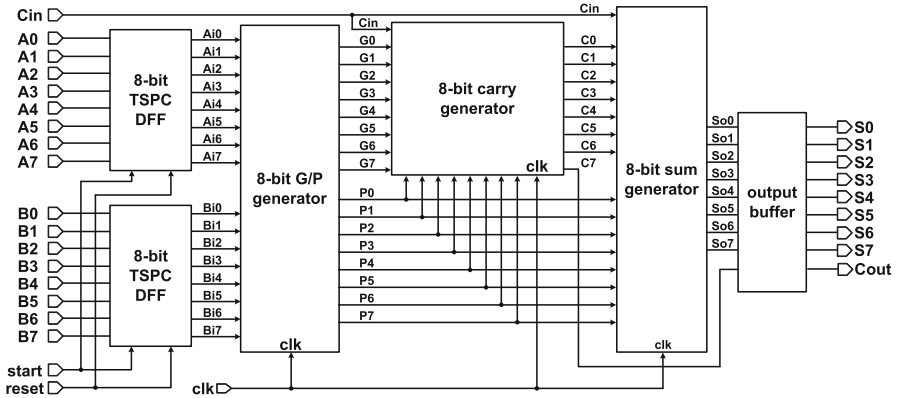 Cin
A0
A1
A2
A3
A4
A5
A6
A7
8-bit
TSPC
DFF
Ai0
Ai1
Ai2
Ai3
Ai4
Ai5
Ai6
Ai7
B0
B1
B2
B3
B4
B5
B6
B7
8-bit
TSPC
DFF
Bi0
Bi1
Bi2
Bi3
Bi4
Bi5
Bi6
Bi7
start
reset
8-bit G/P
generator
clk
clk
Cin
G0
G1
G2
G3
G4
G5
G6
G7
P0
P1
P2
P3
P4
P5
P6
P7
8-bit carry
generator
clk
Cin
C0
C1
C2
C3
C4
C5
C6
C7
8-bit sum
generator
clk
So0
So1
So2
So3
So4
So5
So6
So7
output
buffer
S0
S1
S2
S3
S4
S5
S6
S7
Cout